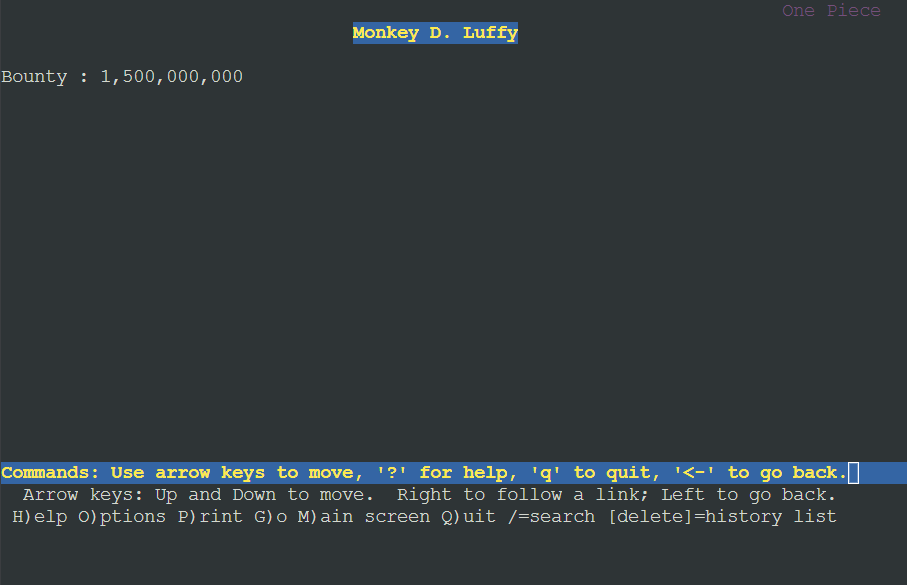 One Piece
Monkey D. Luffy
Bounty : 1,500,000,000
Commands: Use arrow keys to move, '?' for help, 'q' to quit, '<-' to go back.
Arrow keys: Up and Down to move.  Right to follow a link; Left to go back.
H)elp O)ptions P)rint G)o M)ain screen Q)uit /=search [delete]=history list